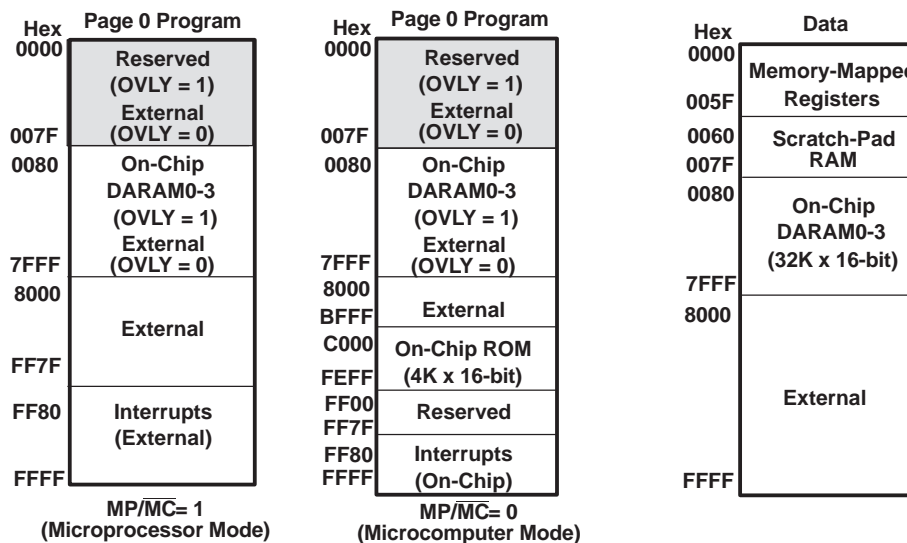 Page 0 Program
Hex
0000
Reserved
(OVLY = 1)
External
(OVLY = 0)
007F
0080
On-Chip
DARAM0-3
(OVLY = 1)
External
(OVLY = 0)
7FFF
8000
External
FF7F
FF80
Interrupts
(External)
FFFF
MP/MC= 1
(Microprocessor Mode)
Page 0 Program
Hex
0000
Reserved
(OVLY = 1)
External
(OVLY = 0)
007F
0080
On-Chip
DARAM0-3
(OVLY = 1)
External
(OVLY = 0)
7FFF
8000
External
BFFF
C000
On-Chip ROM
(4K x 16-bit)
FEFF
FF00
Reserved
FF7F
FF80
Interrupts
(On-Chip)
FFFF
MP/MC= 0
(Microcomputer Mode)
Data
Hex
0000
Memory-Mapped
Registers
005F
0060
Scratch-Pad
RAM
007F
0080
On-Chip
DARAM0-3
(32K x 16-bit)
7FFF
8000
External
FFFF